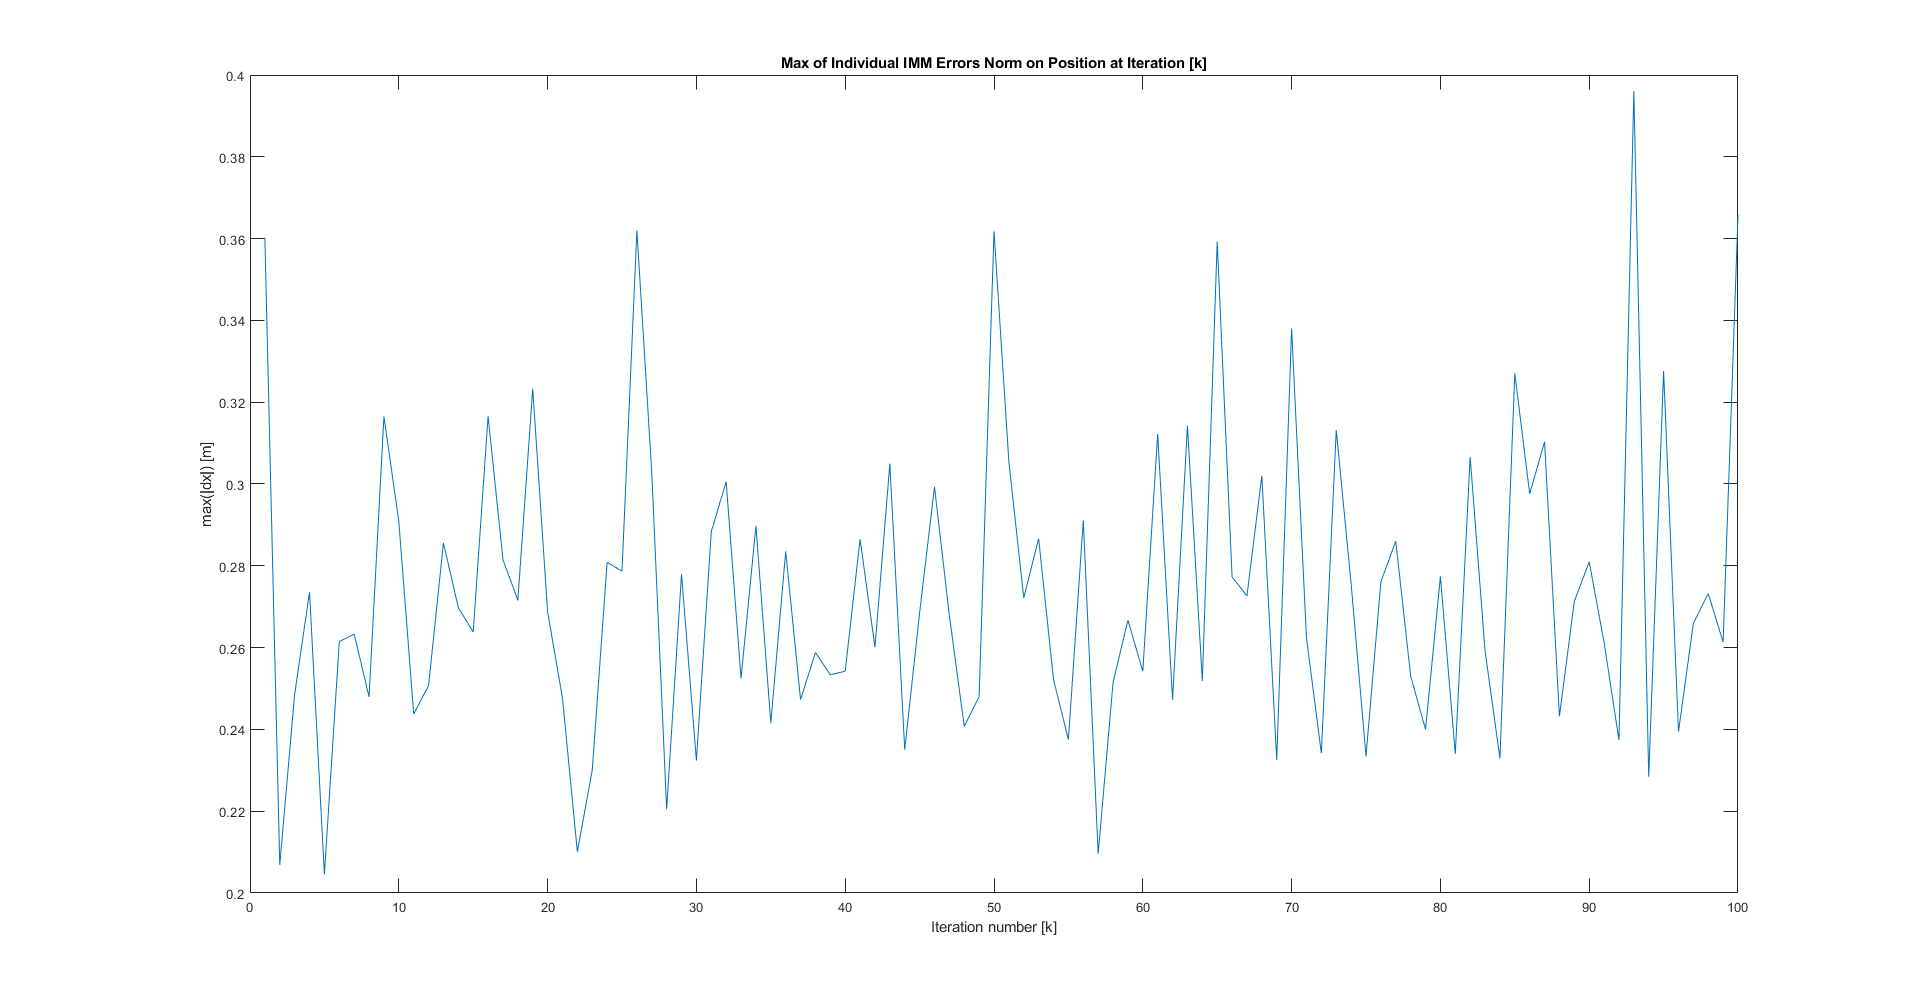 Max of Individual IMM Errors Norm on Position at Iteration [k]
0.4
0.38
0.36
0.34
0.32
0.3
0.28
0.26
0.24
0.22
0.2
max(|dx|) [m]
0 10 20 30 40 50 60 70 80 90 100
Iteration number [k]